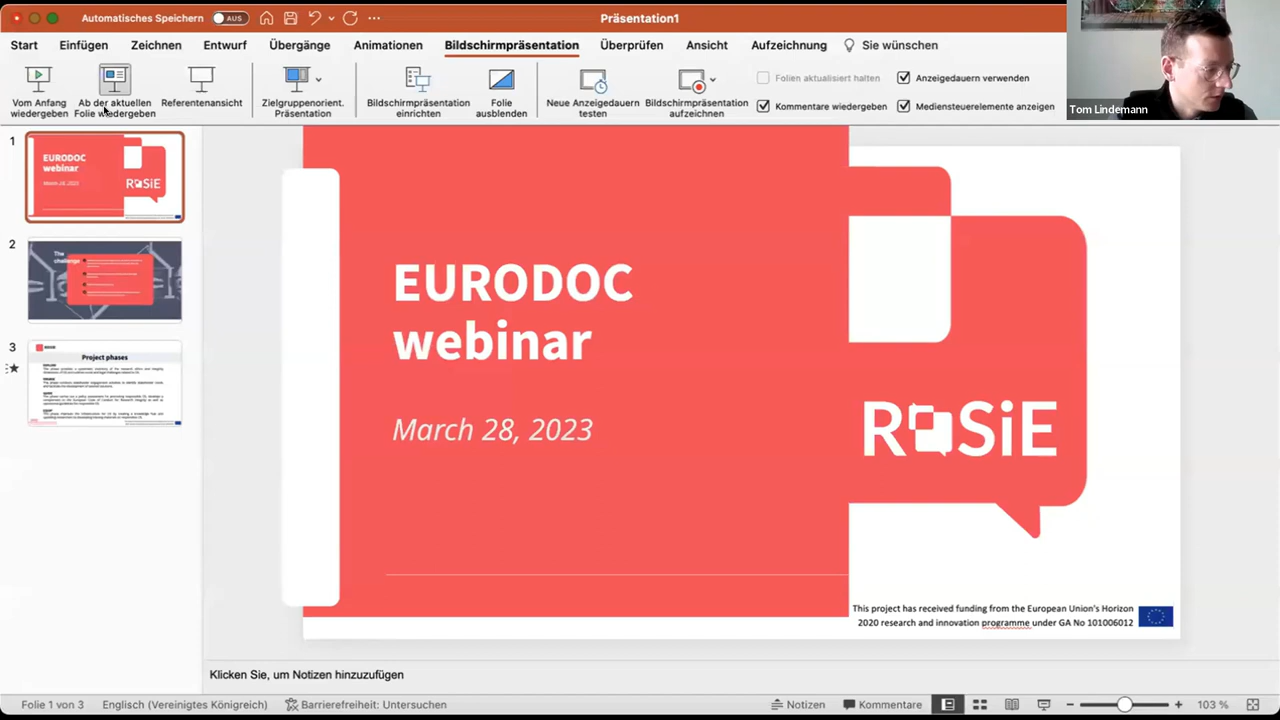 Automatisches Speichern AUS
Präsentation1
Start Einfügen Zeichnen Entwurf Übergänge Animationen Bildschirmpräsentation Überprüfen Ansicht Aufzeichnung Sie wünschen
Vom Anfang wiedergeben
Ab der aktuellen Folie wiedergeben
Referentenansicht
Zielgruppenorient. Präsentation
Bildschirmpräsentation einrichten
Folie ausblenden
Neue Anzeigedauern testen
Bildschirmpräsentation aufzeichnen
Folien aktualisiert halten
Anzeigedauern verwenden
Kommentare wiedergeben
Mediensteuerelemente anzeigen
Tom Lindemann
1
EURODOC
webinar
March 28, 2023
RoSiE
2
The
challenge
3
Project phases
EURODOC
webinar
March 28, 2023
RoSiE
This project has received funding from the European Union's Horizon
2020 research and innovation programme under GA No 101006012
Klicken Sie, um Notizen hinzuzufügen
Folie 1 von 3 Englisch (Vereinigtes Königreich) Barrierefreiheit: Untersuchen Notizen Kommentare 103 %